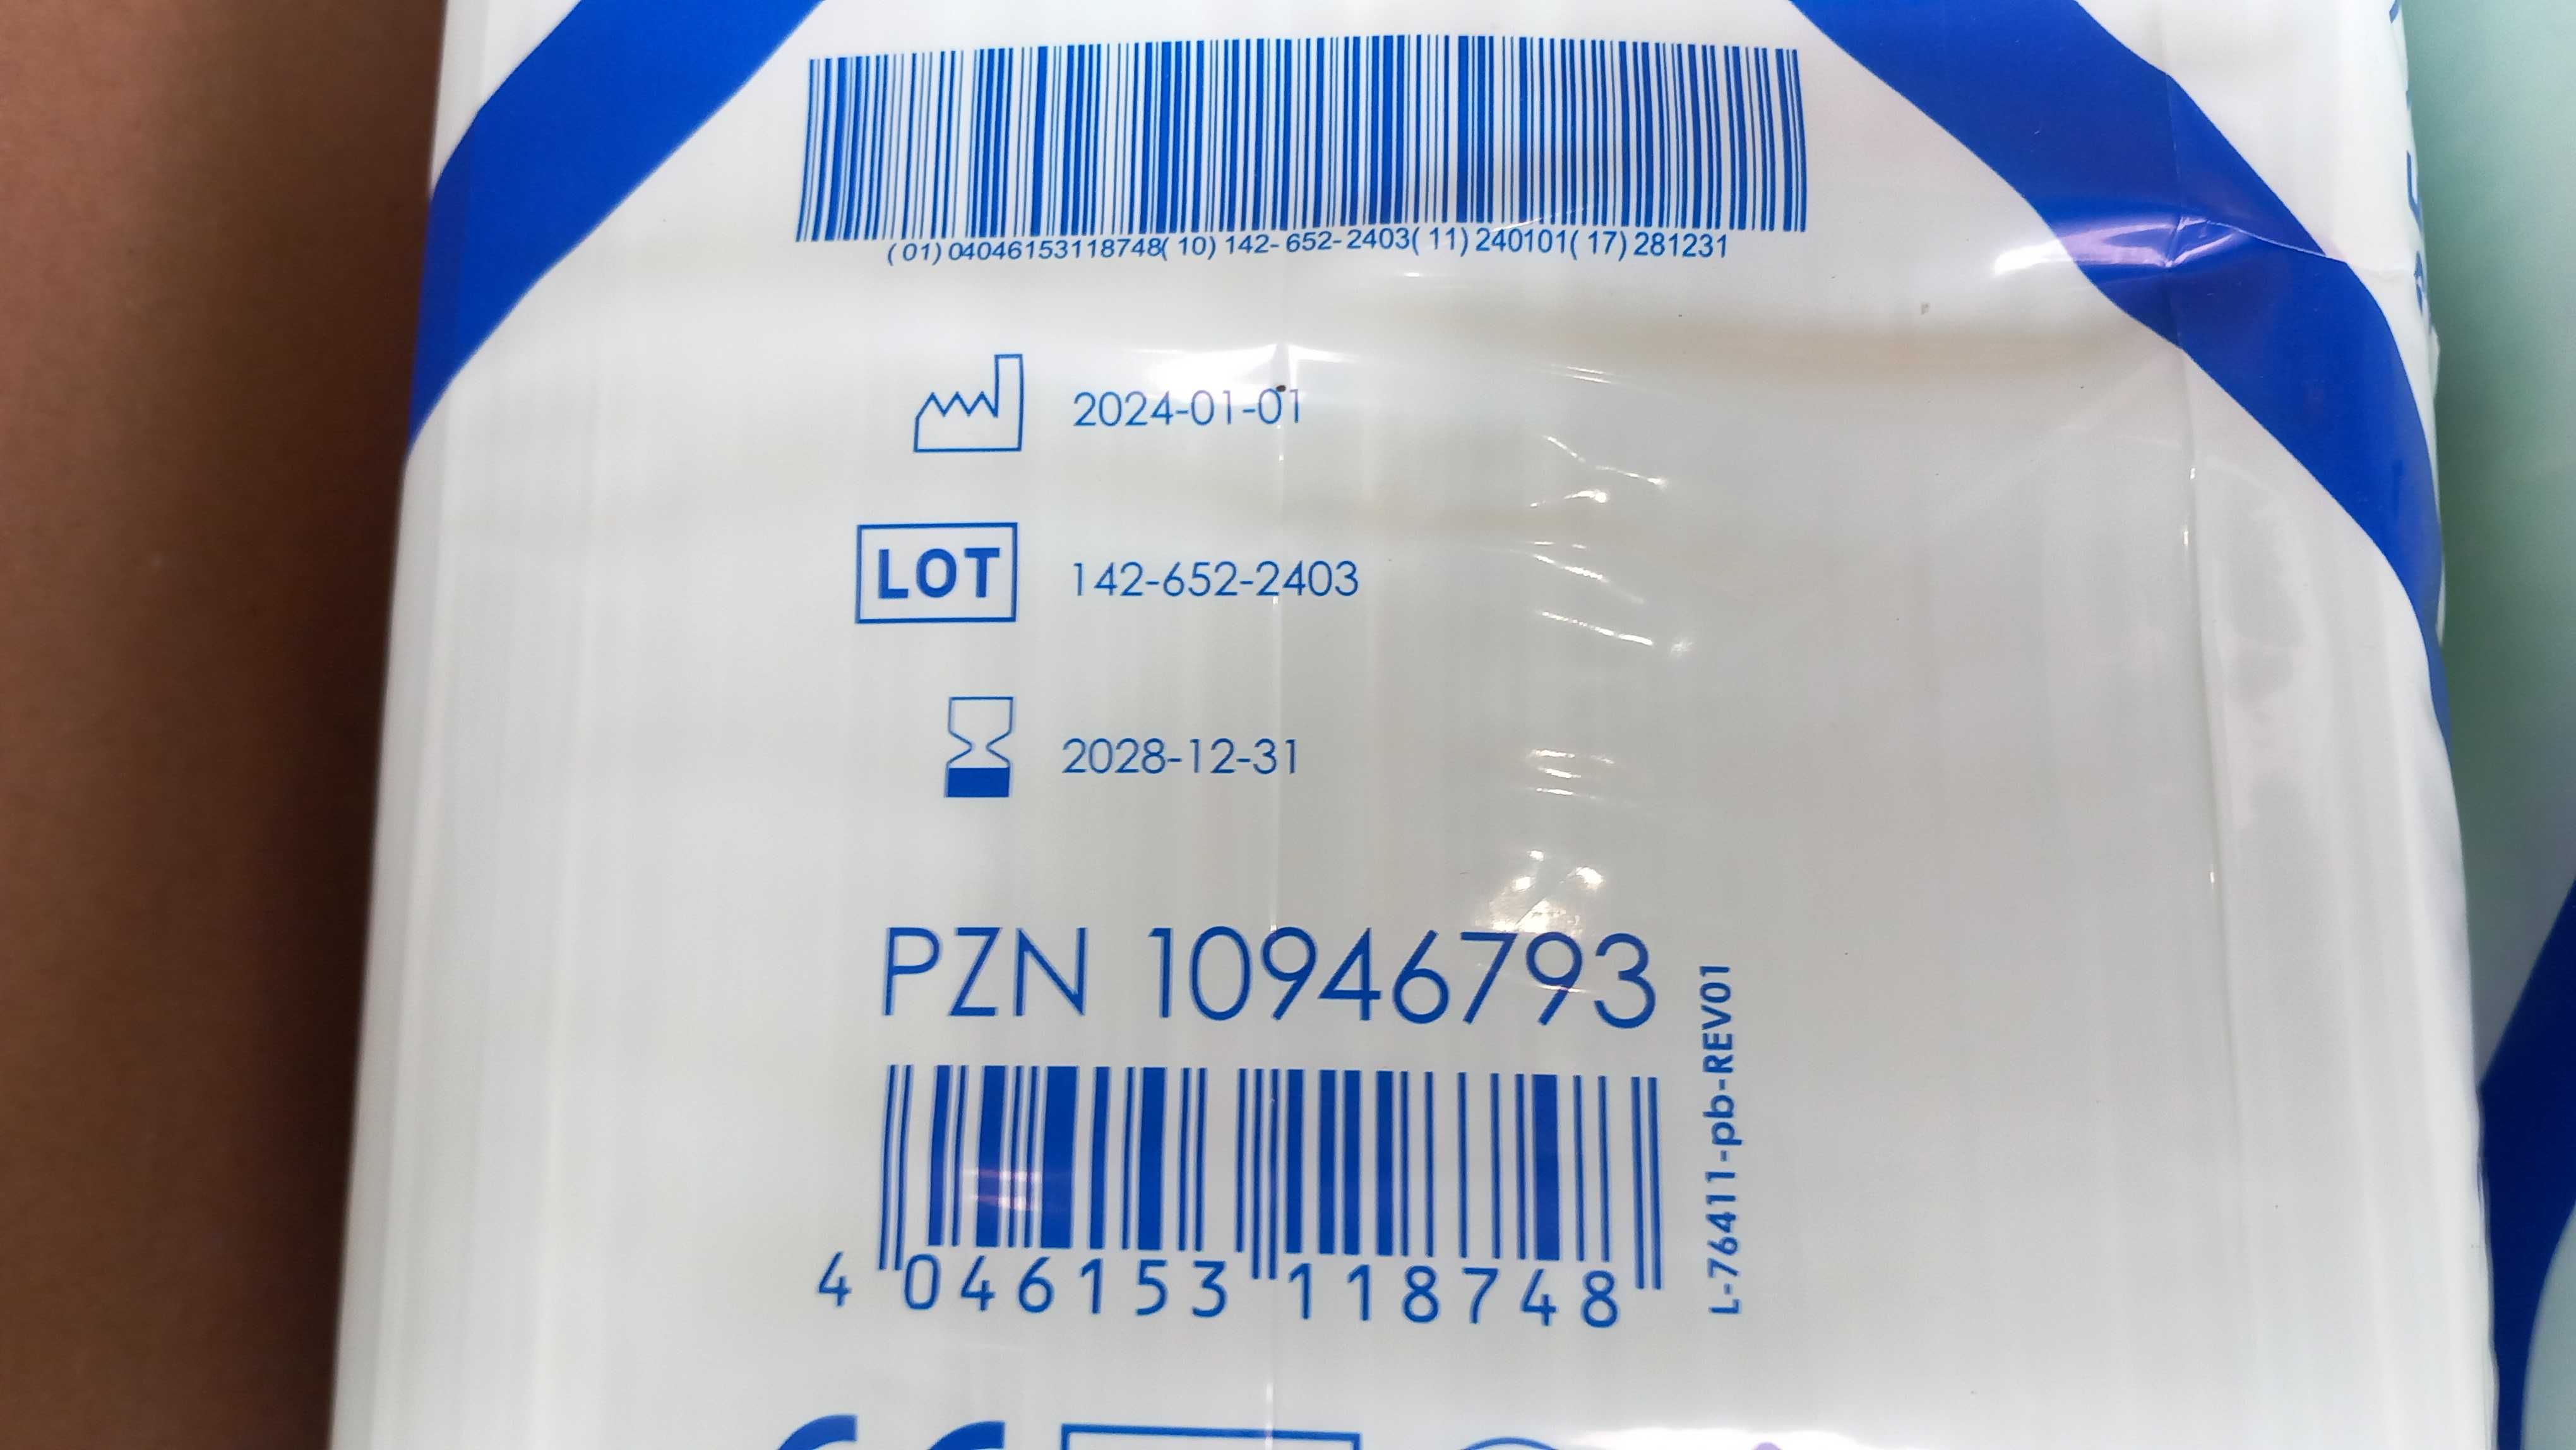 (01)04046153118748(10)142-652-2403(11)240101(17)281231
2024-01-01
LOT 142-652-2403
2028-12-31
PZN 10946793
4 046153 118748
L-76411-pb-REV01
CE